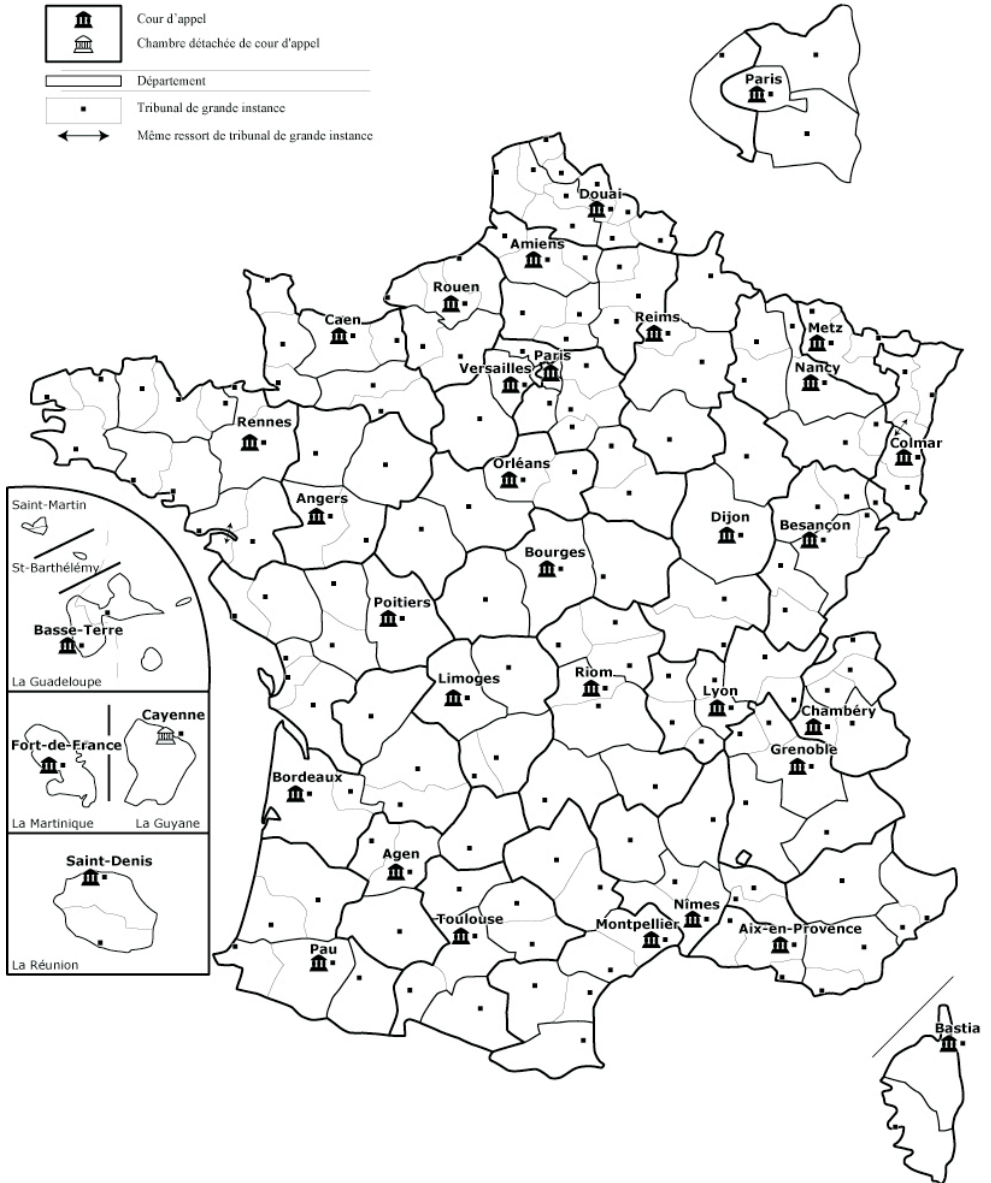 Cour d'appel
Chambre détachée de cour d'appel
Département
Tribunal de grande instance
Même ressort de tribunal de grande instance
Paris
Douai
Amiens
Rouen
Caen
Reims
Metz
Paris
Versailles
Nancy
Rennes
Colmar
Orléans
Angers
Saint-Martin
Dijon
Besançon
Bourges
St-Barthélémy
Poitiers
Basse-Terre
La Guadeloupe
Limoges
Riom
Lyon
Chambéry
Cayenne
Fort-de-France
Grenoble
Bordeaux
La Martinique
La Guyane
Saint-Denis
Agen
Nîmes
Toulouse
Montpellier
Aix-en-Provence
Pau
La Réunion
Bastia